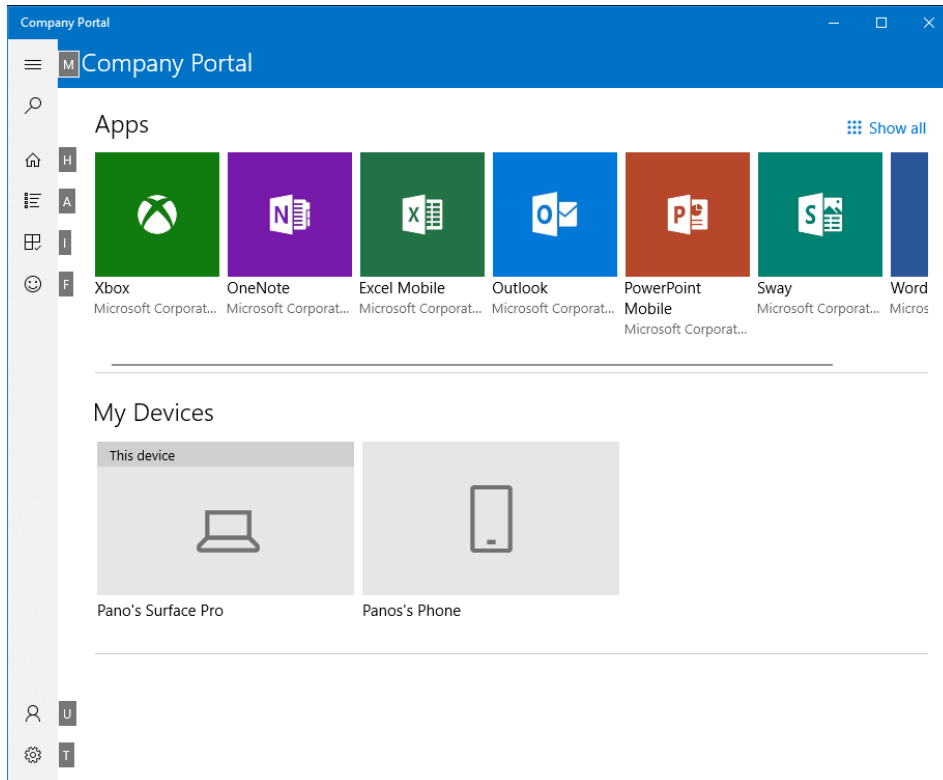 Company Portal
M Company Portal
Apps
Show all
H
A
I
F
N X O P S
Xbox OneNote Excel Mobile Outlook PowerPoint Mobile Sway Word
Microsoft Corporat... Microsoft Corporat... Microsoft Corporat... Microsoft Corporat... Microsoft Corporat... Microsoft Corporat... Micros
My Devices
This device
Pano's Surface Pro Panos's Phone
U
T